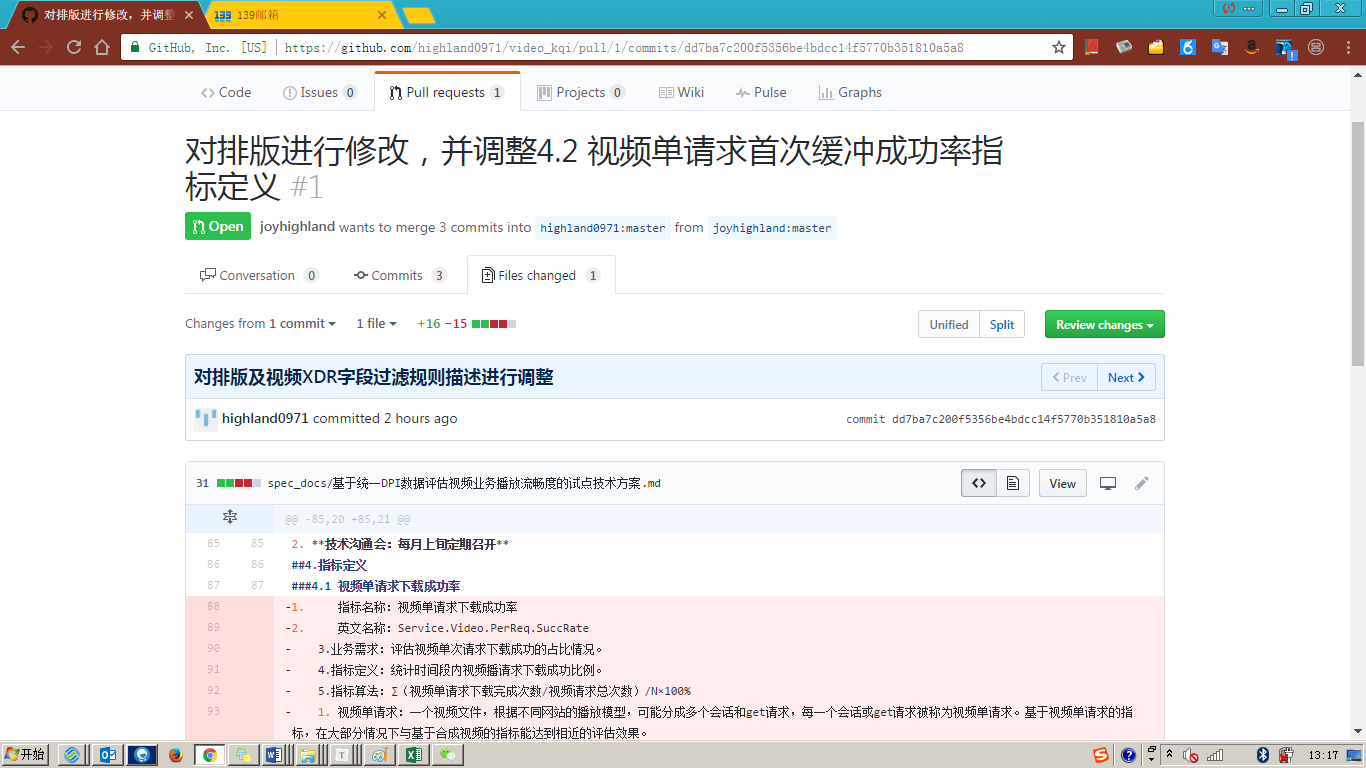 对排版进行修改，并调整
139邮箱
GitHub, Inc. [US] | https://github.com/highland0971/video_kqi/pull/1/commits/dd7ba7c200f5356be4bdcc14f5770b351810a5a8
Code Issues 0 Pull requests 1 Projects 0 Wiki Pulse Graphs
对排版进行修改，并调整4.2 视频单请求首次缓冲成功率指
标定义 #1
Open joyhighland wants to merge 3 commits into highland0971:master from joyhighland:master
Conversation 0 Commits 3 Files changed 1
Changes from 1 commit 1 file +16 −15 Unified Split Review changes
对排版及视频XDR字段过滤规则描述进行调整 Prev Next
highland0971 committed 2 hours ago commit dd7ba7c200f5356be4bdcc14f5770b351810a5a8
31 spec_docs/基于统一DPI数据评估视频业务播放流畅度的试点技术方案.md View
@@ -85,20 +85,21 @@
85 85 2. **技术沟通会：每月上旬定期召开**
86 86 ##4.指标定义
87 87 ###4.1 视频单请求下载成功率
88 -1. 指标名称：视频单请求下载成功率
89 -2. 英文名称：Service.Video.PerReq.SuccRate
90 - 3.业务需求：评估视频单次请求下载成功的占比情况。
91 - 4.指标定义：统计时间段内视频播请求下载成功比例。
92 - 5.指标算法：Σ（视频单请求下载完成次数/视频请求总次数）/N×100%
93 - 1. 视频单请求：一个视频文件，根据不同网站的播放模型，可能分成多个会话和get请求，每一个会话或get请求被称为视频单请求。基于视频单请求的指
标，在大部分情况下与基于合成视频的指标能达到相近的评估效果。
开始 13:17